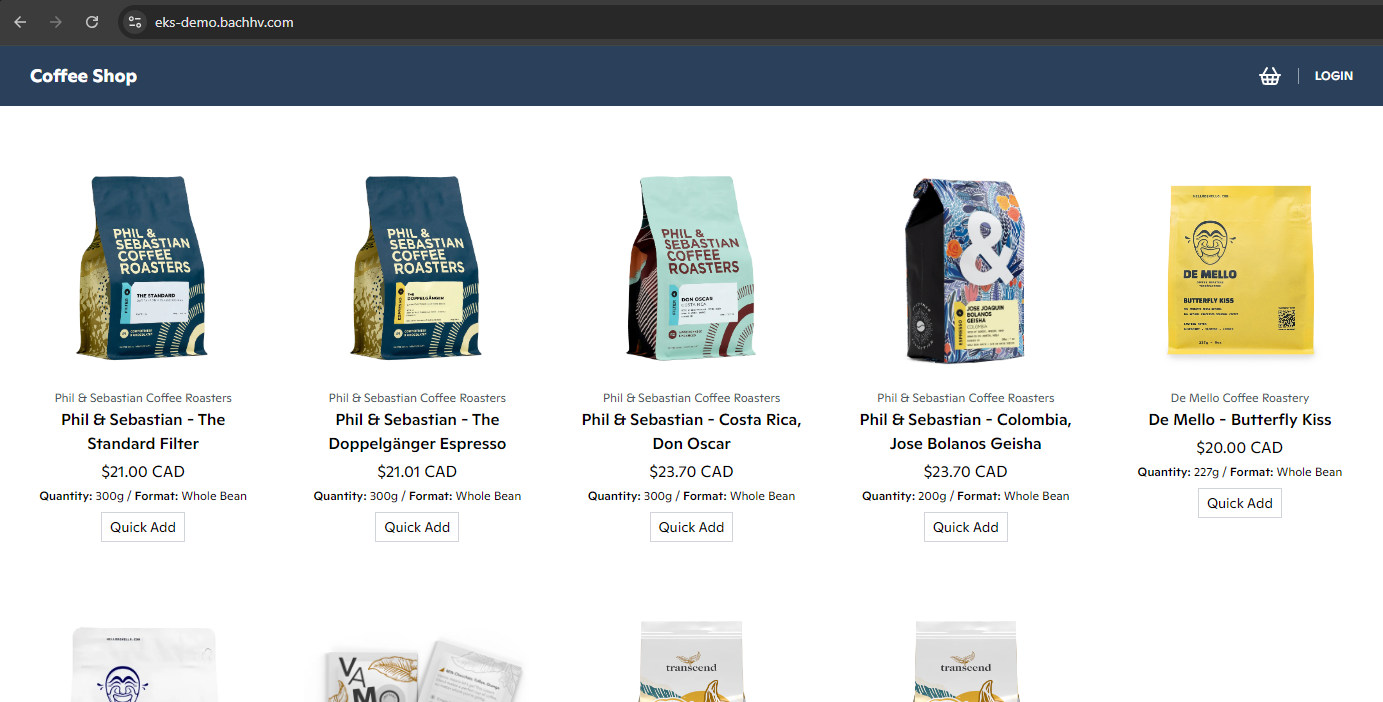 eks-demo.bachhv.com
Coffee Shop
LOGIN
PHIL &
SEBASTIAN
COFFEE
ROASTERS
THE STANDARD
FILTER
PHIL &
SEBASTIAN
COFFEE
ROASTERS
THE
DOPPELGÄNGER
ESPRESSO
PHIL &
SEBASTIAN
COFFEE
ROASTERS
DON OSCAR
COSTA RICA
FILTER
&
JOSE JOAQUIN
BOLANOS
GEISHA
COLOMBIA
ESPRESSO
DE MELLO
BUTTERFLY KISS
227g - 8oz
Phil & Sebastian Coffee Roasters
Phil & Sebastian - The
Standard Filter
$21.00 CAD
Quantity: 300g / Format: Whole Bean
Quick Add
Phil & Sebastian Coffee Roasters
Phil & Sebastian - The
Doppelgänger Espresso
$21.01 CAD
Quantity: 300g / Format: Whole Bean
Quick Add
Phil & Sebastian Coffee Roasters
Phil & Sebastian - Costa Rica,
Don Oscar
$23.70 CAD
Quantity: 300g / Format: Whole Bean
Quick Add
Phil & Sebastian Coffee Roasters
Phil & Sebastian - Colombia,
Jose Bolanos Geisha
$23.70 CAD
Quantity: 200g / Format: Whole Bean
Quick Add
De Mello Coffee Roastery
De Mello - Butterfly Kiss
$20.00 CAD
Quantity: 227g / Format: Whole Bean
Quick Add
VA
MO
transcend
transcend